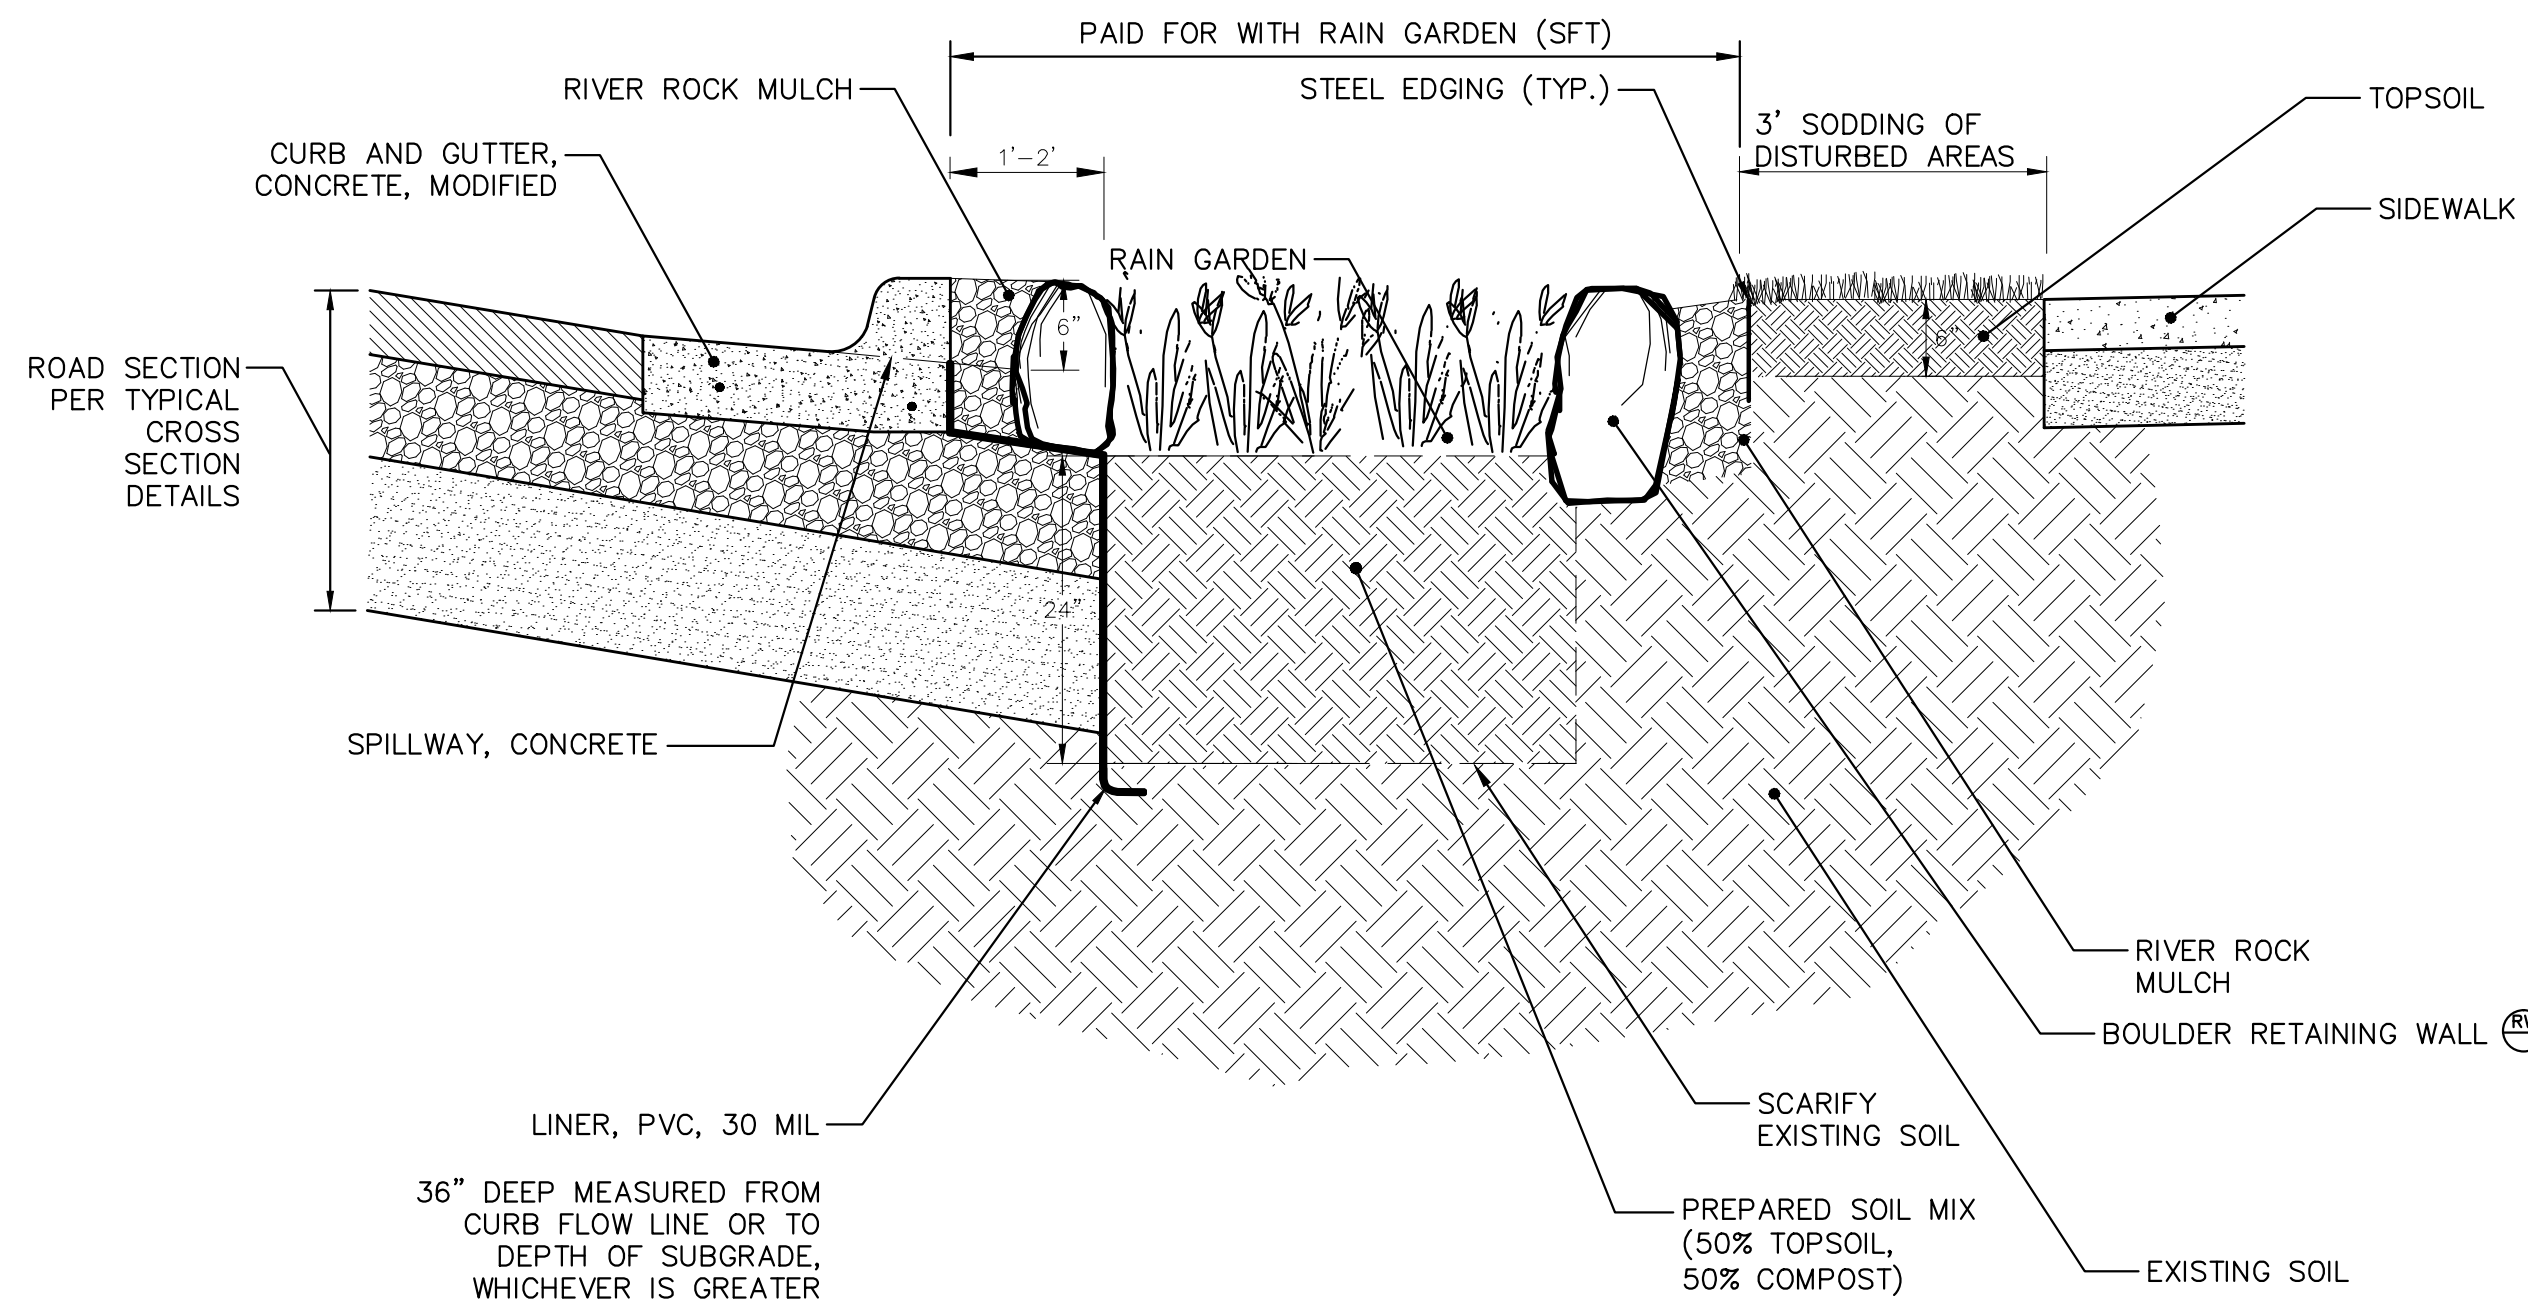 PAID FOR WITH RAIN GARDEN (SFT)
RIVER ROCK MULCH
STEEL EDGING (TYP.)
TOPSOIL
3' SODDING OF
DISTURBED AREAS
CURB AND GUTTER,
CONCRETE, MODIFIED
1'-2'
SIDEWALK
RAIN GARDEN
6"
6"
ROAD SECTION
PER TYPICAL
CROSS
SECTION
DETAILS
24"
SPILLWAY, CONCRETE
RIVER ROCK
MULCH
BOULDER RETAINING WALL
LINER, PVC, 30 MIL
36" DEEP MEASURED FROM
CURB FLOW LINE OR TO
DEPTH OF SUBGRADE,
WHICHEVER IS GREATER
SCARIFY
EXISTING SOIL
PREPARED SOIL MIX
(50% TOPSOIL,
50% COMPOST)
EXISTING SOIL